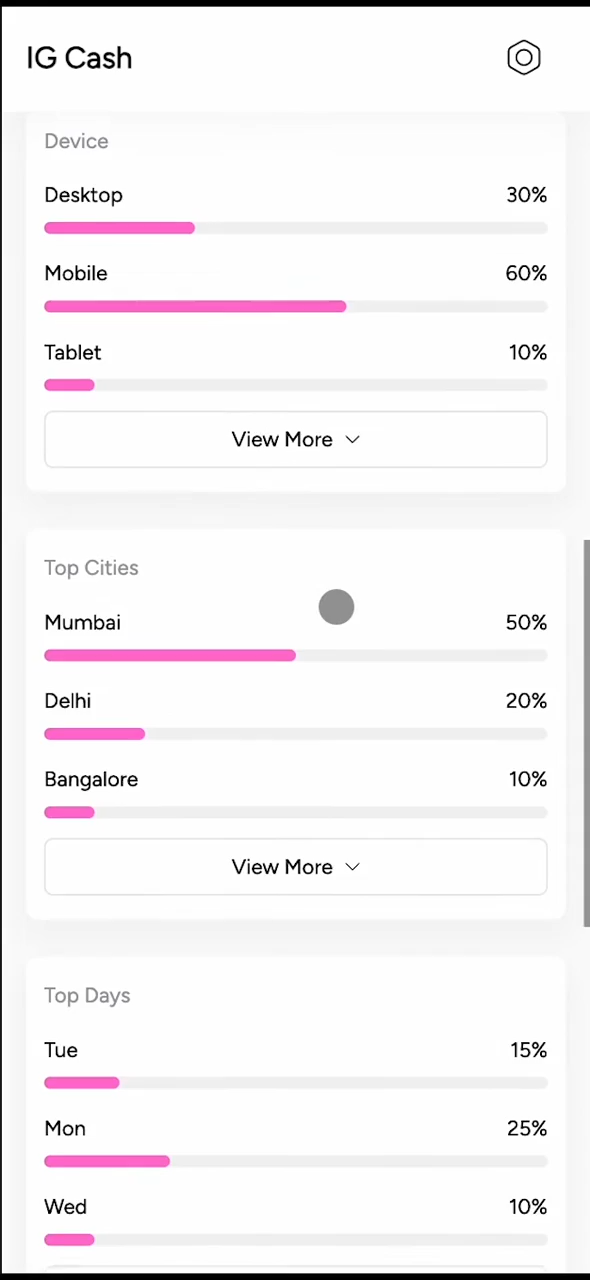 IG Cash
Device
Desktop 30%
Mobile 60%
Tablet 10%
View More
Top Cities
Mumbai 50%
Delhi 20%
Bangalore 10%
View More
Top Days
Tue 15%
Mon 25%
Wed 10%